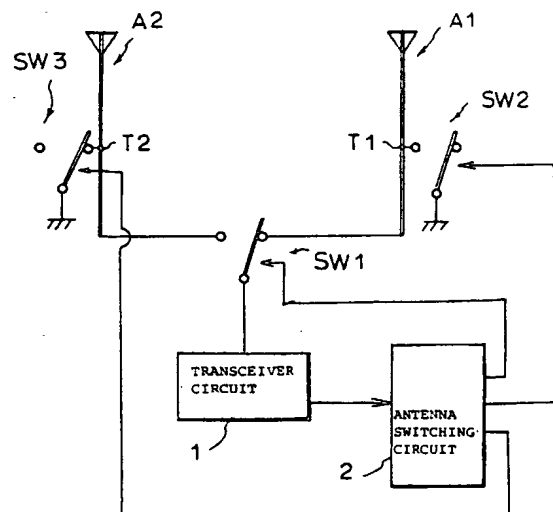 A2
A1
SW3
SW2
T2
T1
SW1
TRANSCEIVER
CIRCUIT
1
ANTENNA
SWITCHING
CIRCUIT
2